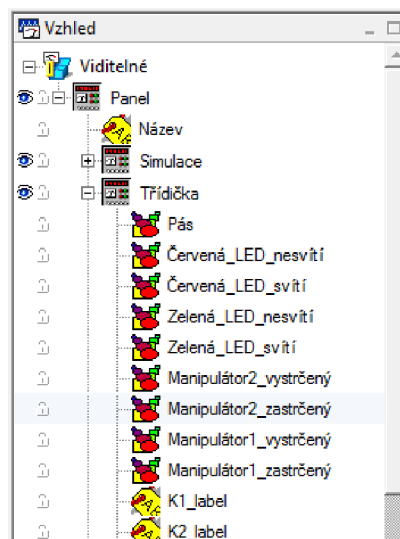 Vzhled
Viditelné
Panel
Název
Simulace
Třídička
Pás
Červená_LED_nesvítí
Červená_LED_svítí
Zelená_LED_nesvítí
Zelená_LED_svítí
Manipulátor2_vystrčený
Manipulátor2_zastrčený
Manipulátor1_vystrčený
Manipulátor1_zastrčený
K1_label
K2_label